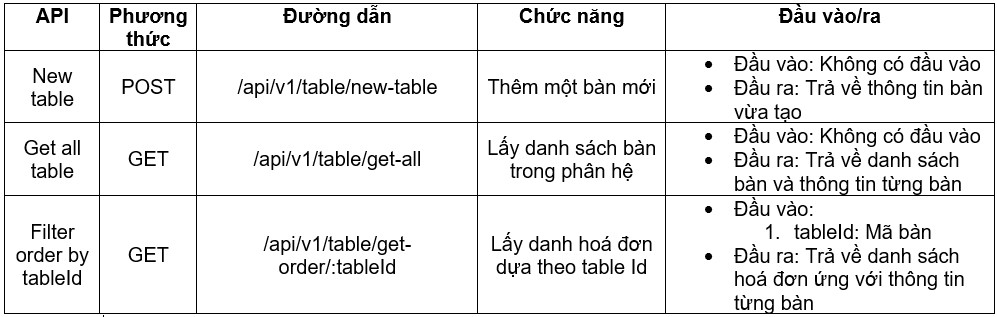 API
Phương
thức
Đường dẫn
Chức năng
Đầu vào/ra
New
table
POST
/api/v1/table/new-table
Thêm một bàn mới
• Đầu vào: Không có đầu vào
• Đầu ra: Trả về thông tin bàn
vừa tạo
Get all
table
GET
/api/v1/table/get-all
Lấy danh sách bàn
trong phân hệ
• Đầu vào: Không có đầu vào
• Đầu ra: Trả về danh sách
bàn và thông tin từng bàn
Filter
order by
tableId
GET
/api/v1/table/get-
order/:tableId
Lấy danh hoá đơn
dựa theo table Id
• Đầu vào:
1. tableId: Mã bàn
• Đầu ra: Trả về danh sách
hoá đơn ứng với thông tin
từng bàn